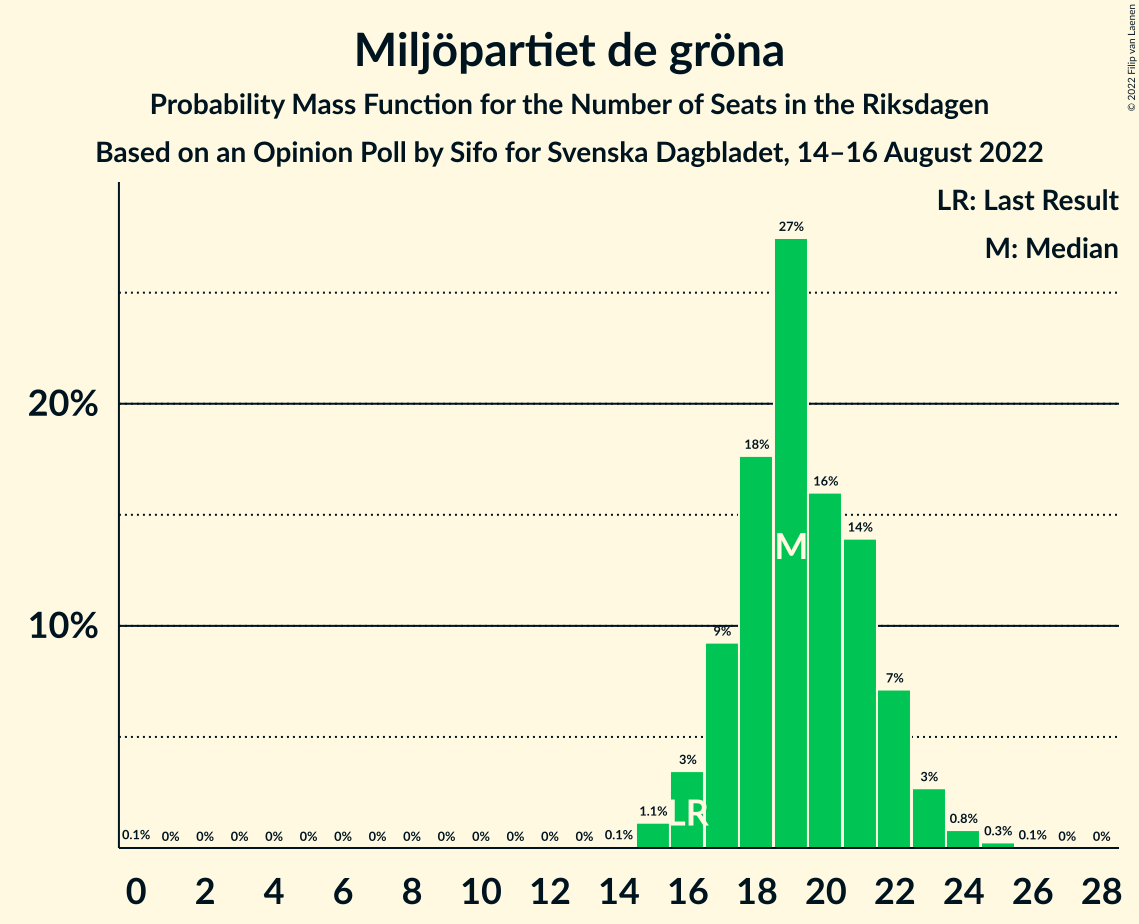 Miljöpartiet de gröna
Probability Mass Function for the Number of Seats in the Riksdagen
Based on an Opinion Poll by Sifo for Svenska Dagbladet, 14–16 August 2022
© 2022 Filip van Laenen
LR: Last Result
M: Median
20%
10%
0.1% 0% 0% 0% 0% 0% 0% 0% 0% 0% 0% 0% 0% 0% 0.1% 1.1% 3% 9% 18% 27% 16% 14% 7% 3% 0.8% 0.3% 0.1% 0% 0%
LR
M
0 2 4 6 8 10 12 14 16 18 20 22 24 26 28